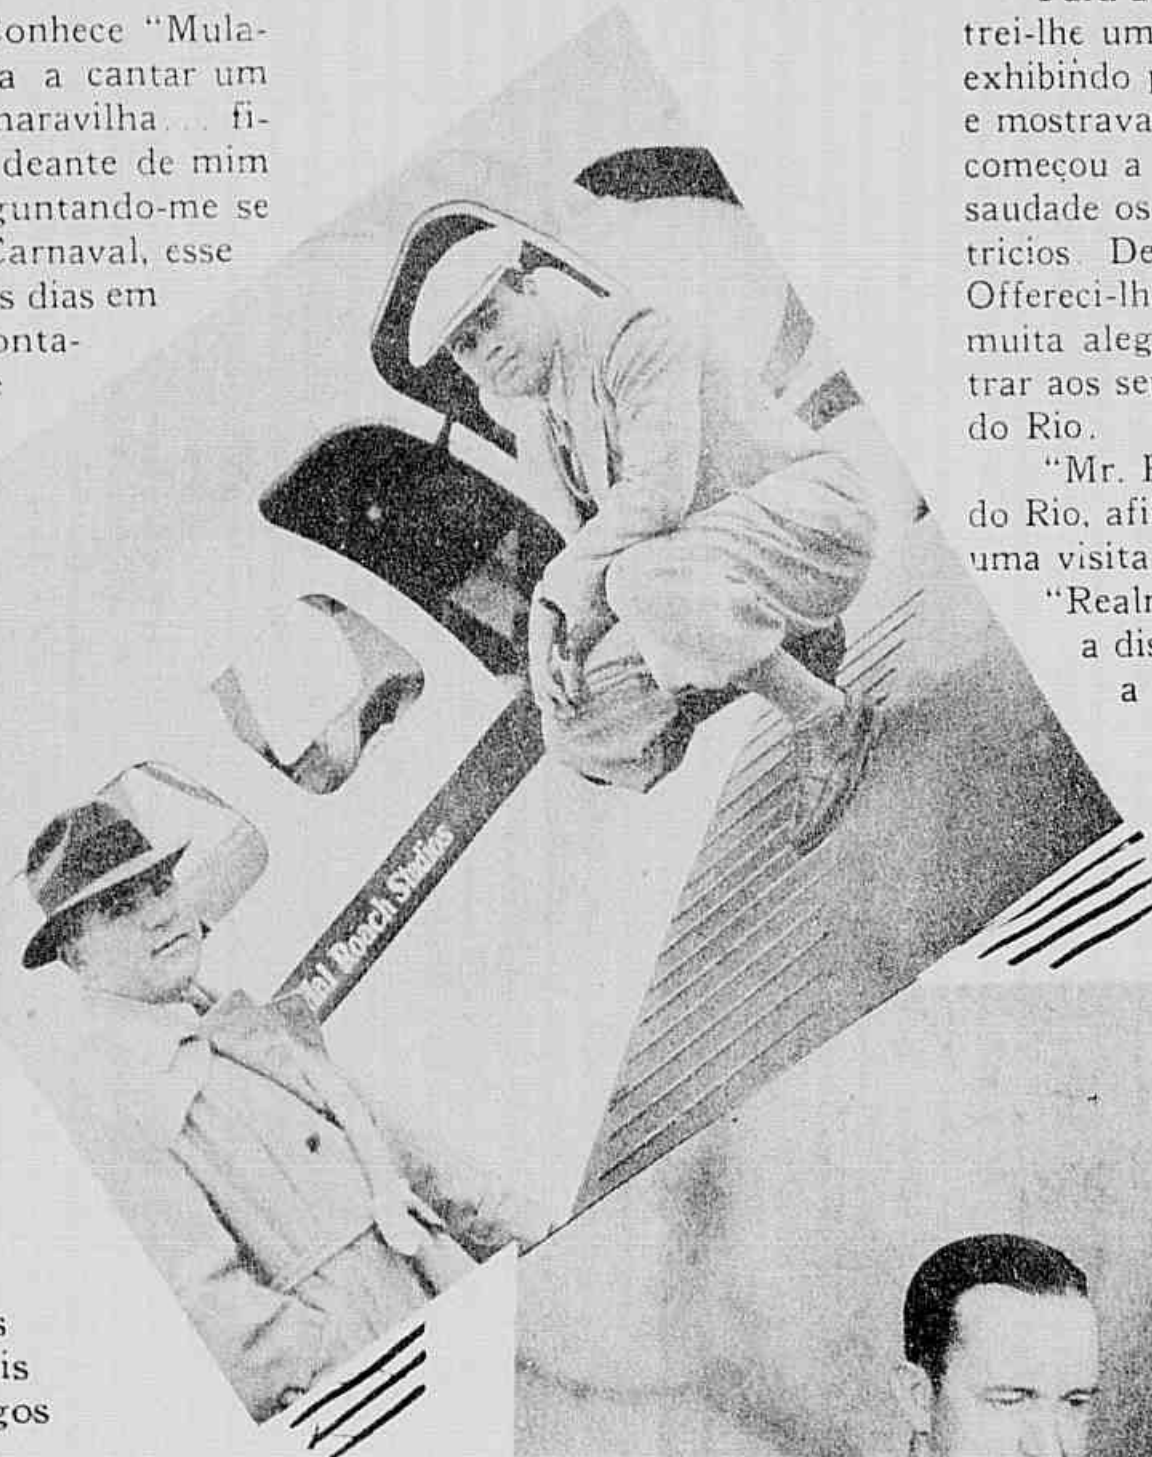 onhece "Mula-
a a cantar um
naravilha... fi-
deante de mim
guntando-me se
Carnaval, esse
s dias em
onta-
s
is
gos
Hal Roach Studios
trei-lhe um
exhibindo
e mostrava
começou a
saudade os
tricios. De
Offereci-lh
muita aleg
trar aos se
do Rio.
"Mr.
do Rio, afi
uma visita
"Realr
a dis
a